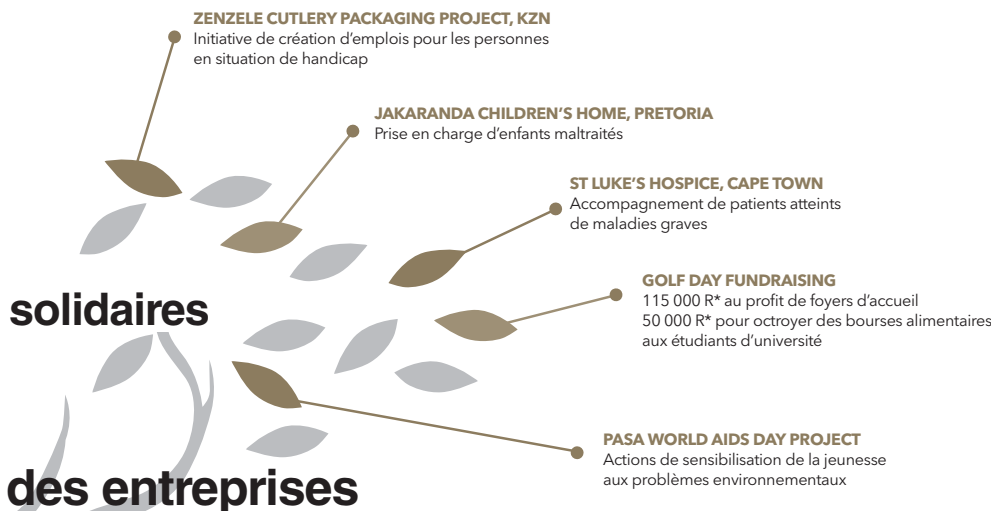 ZENZELE CUTLERY PACKAGING PROJECT, KZN
Initiative de création d'emplois pour les personnes
en situation de handicap
JAKARANDA CHILDREN'S HOME, PRETORIA
Prise en charge d'enfants maltraités
ST LUKE'S HOSPICE, CAPE TOWN
Accompagnement de patients atteints
de maladies graves
GOLF DAY FUNDRAISING
115 000 R* au profit de foyers d'accueil
50 000 R* pour octroyer des bourses alimentaires
aux étudiants d'université
solidaires
PASA WORLD AIDS DAY PROJECT
Actions de sensibilisation de la jeunesse
aux problèmes environnementaux
des entreprises